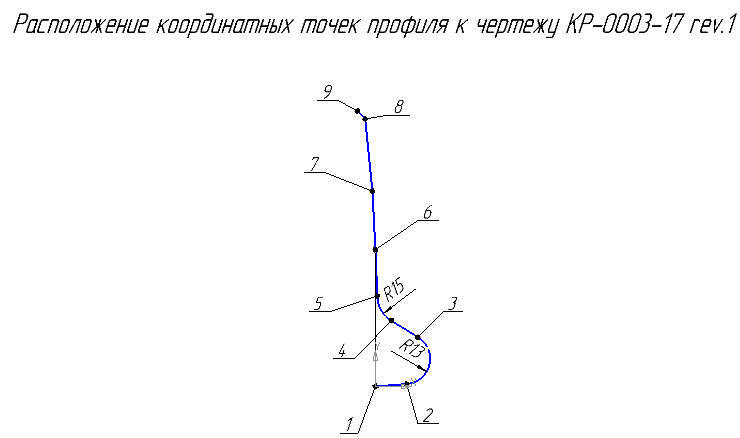 Расположение координатных точек профиля к чертежу КР-0003-17 rev.1
9
8
7
6
5
R15
3
4
R13
Y
X
1
2